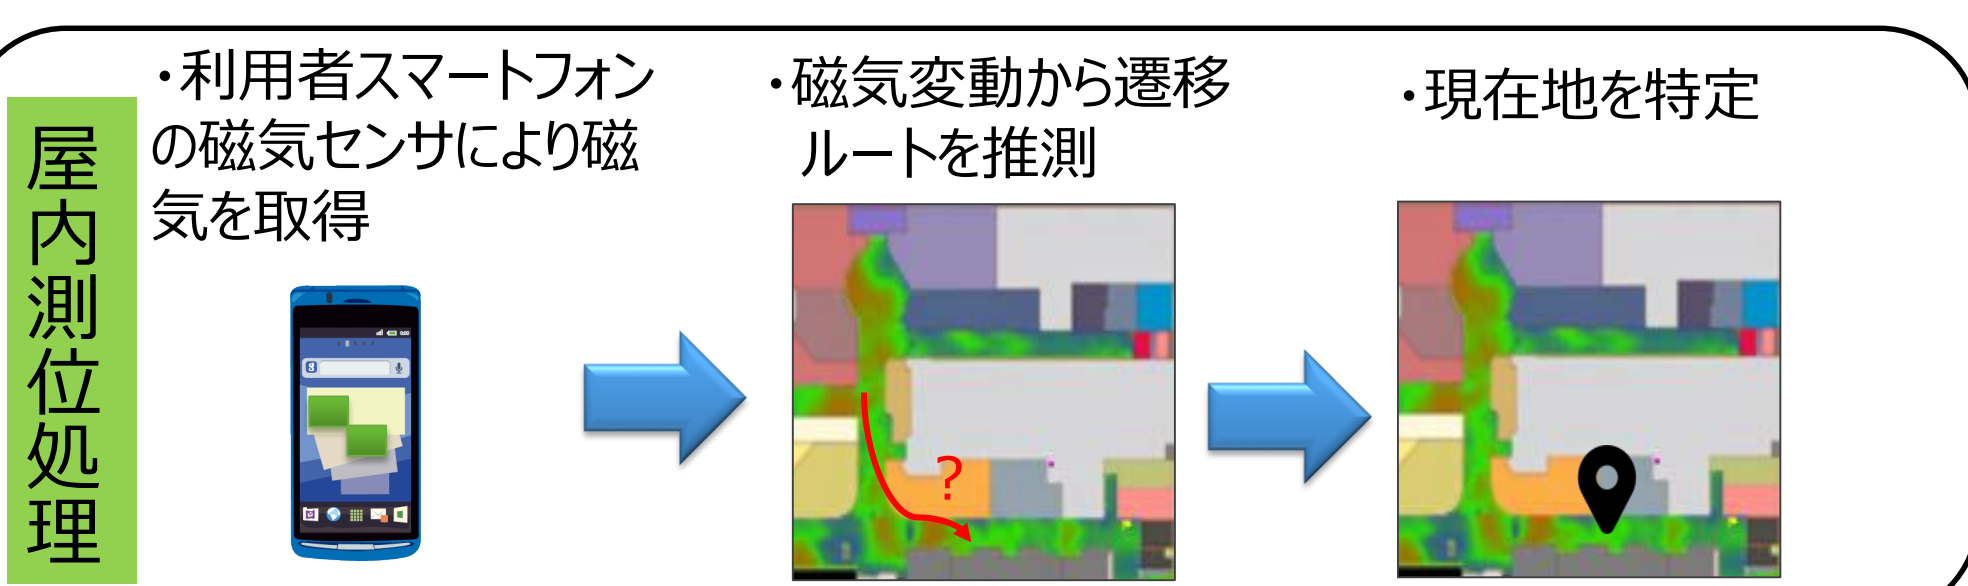 屋内測位処理
・利用者スマートフォン
の磁気センサにより磁
気を取得
・磁気変動から遷移
ルートを推測
?
・現在地を特定